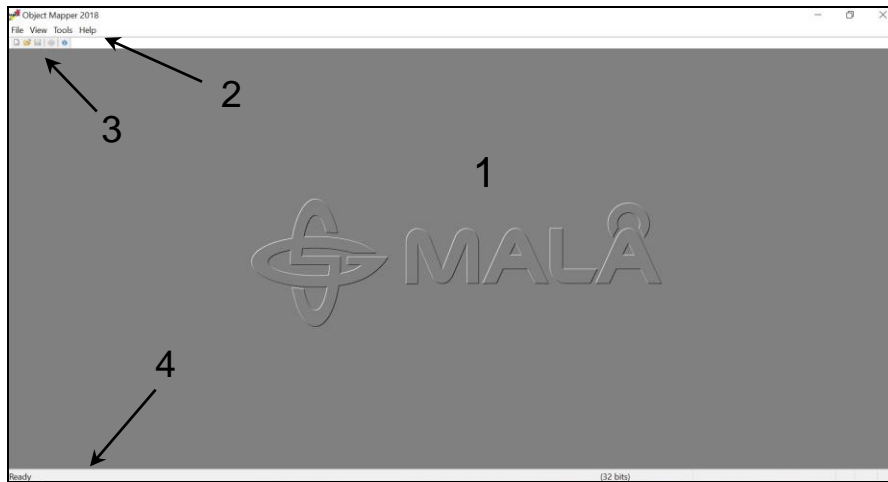 Object Mapper 2018
File View Tools Help
2
3
1
MALÅ
4
Ready (32 bits)